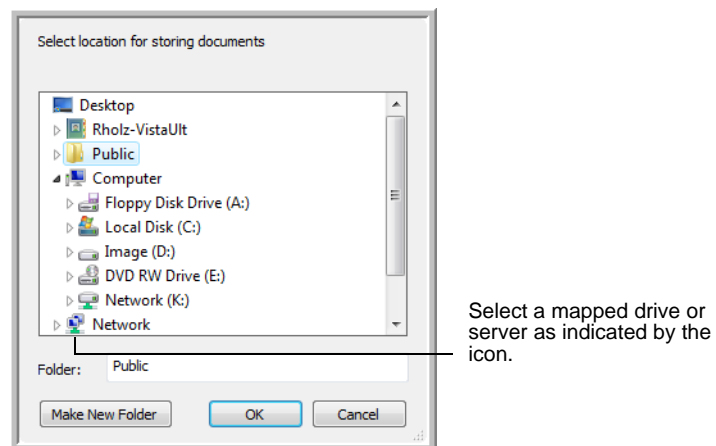 Select location for storing documents
Desktop
Rholz-VistaUlt
Public
Computer
Floppy Disk Drive (A:)
Local Disk (C:)
Image (D:)
DVD RW Drive (E:)
Network (K:)
Network
Folder: Public
Make New Folder OK Cancel
Select a mapped drive or
server as indicated by the
icon.